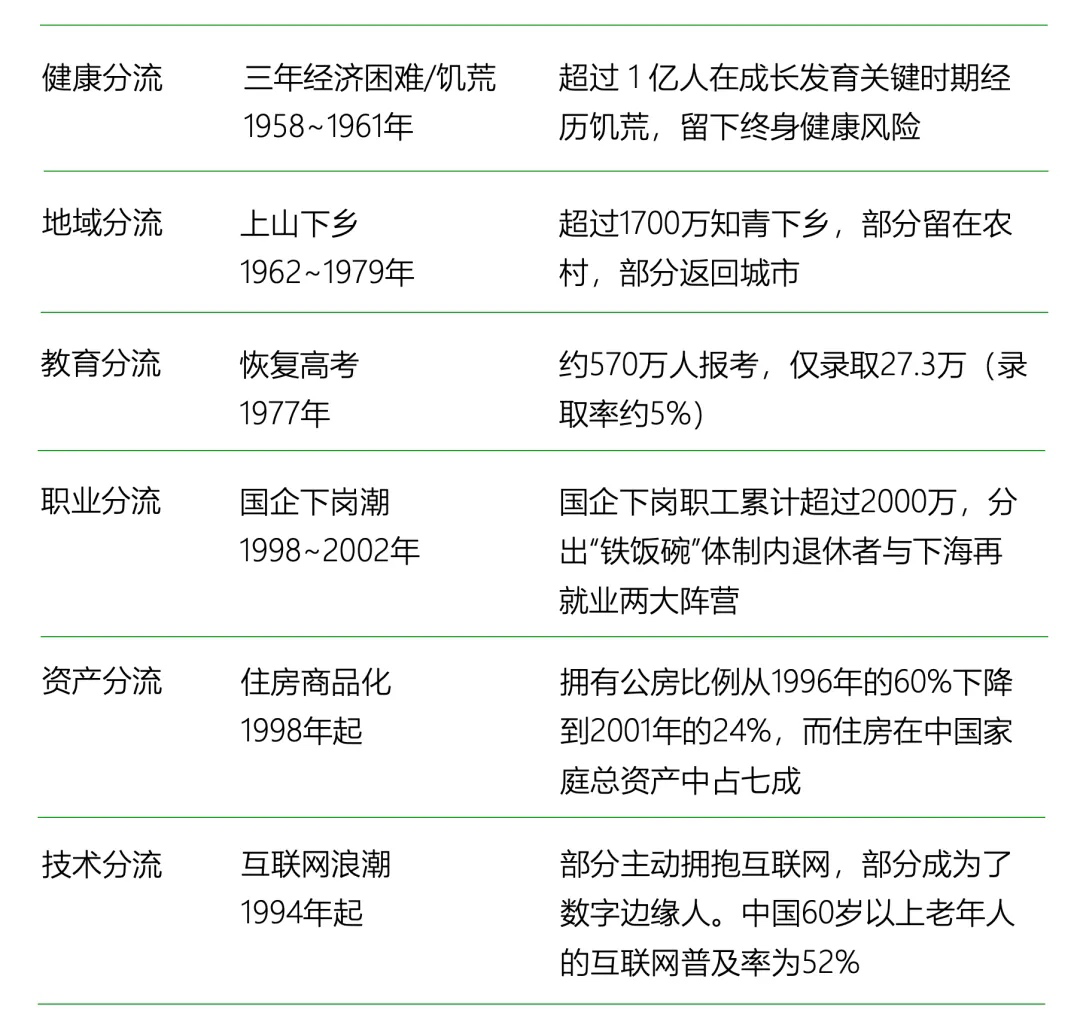 健康分流 三年经济困难/饥荒 超过 1 亿人在成长发育关键时期经
1958~1961年 历饥荒，留下终身健康风险
地域分流 上山下乡 超过1700万知青下乡，部分留在农
1962~1979年 村，部分返回城市
教育分流 恢复高考 约570万人报考，仅录取27.3万（录
1977年 取率约5%）
职业分流 国企下岗潮 国企下岗职工累计超过2000万，分
1998~2002年 出“铁饭碗”体制内退休者与下海再
就业两大阵营
资产分流 住房商品化 拥有公房比例从1996年的60%下降
1998年起 到2001年的24%，而住房在中国家
庭总资产中占七成
技术分流 互联网浪潮 部分主动拥抱互联网，部分成为了
1994年起 数字边缘人。中国60岁以上老年人
的互联网普及率为52%